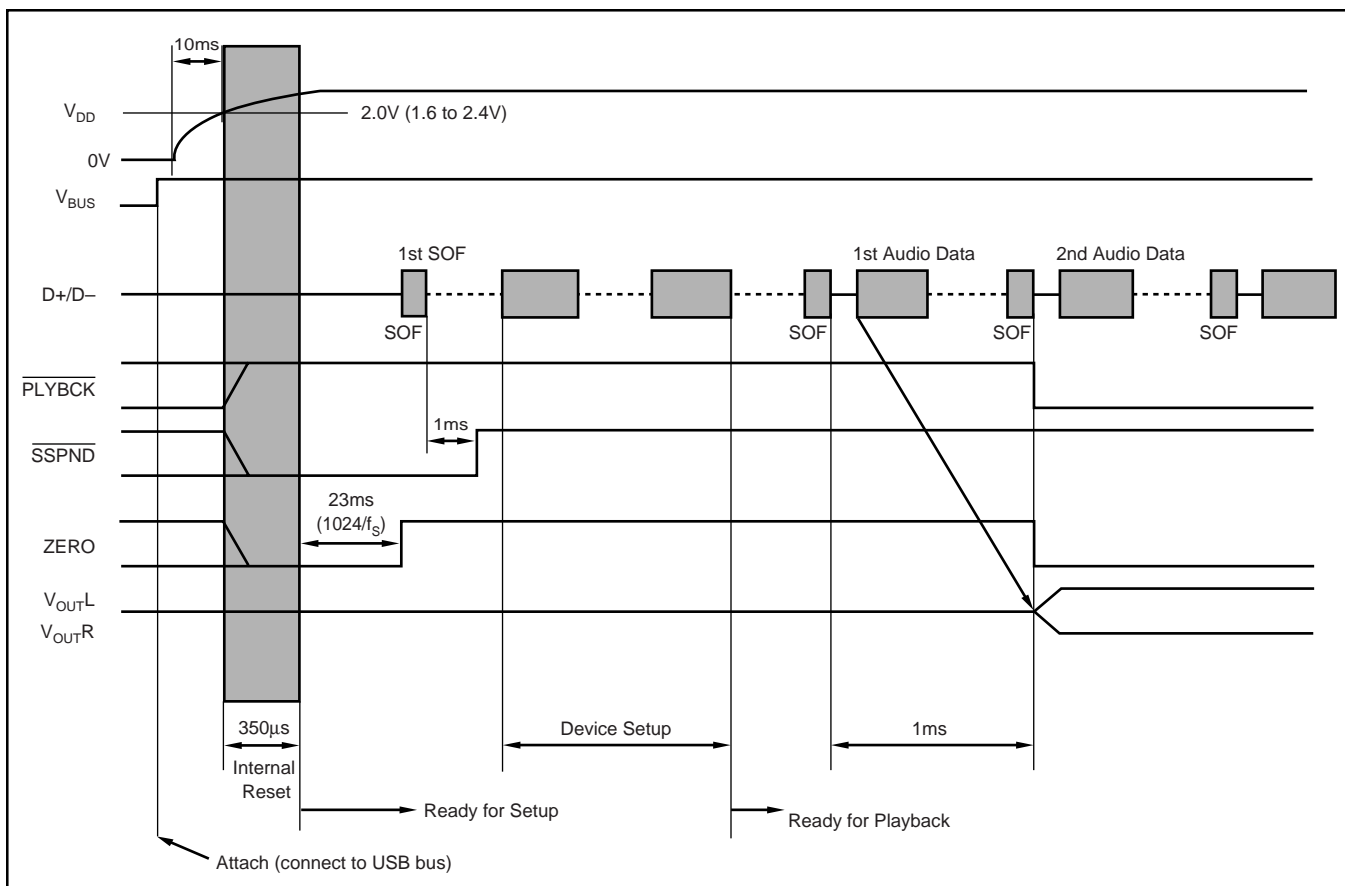 10ms
VDD
2.0V (1.6 to 2.4V)
0V
VBUS
1st SOF
1st Audio Data
2nd Audio Data
D+/D–
SOF
SOF
SOF
SOF
PLYBCK
1ms
SSPND
23ms
(1024/fS)
ZERO
VOUTL
VOUTR
350µs
Device Setup
1ms
Internal
Reset
Ready for Setup
Ready for Playback
Attach (connect to USB bus)